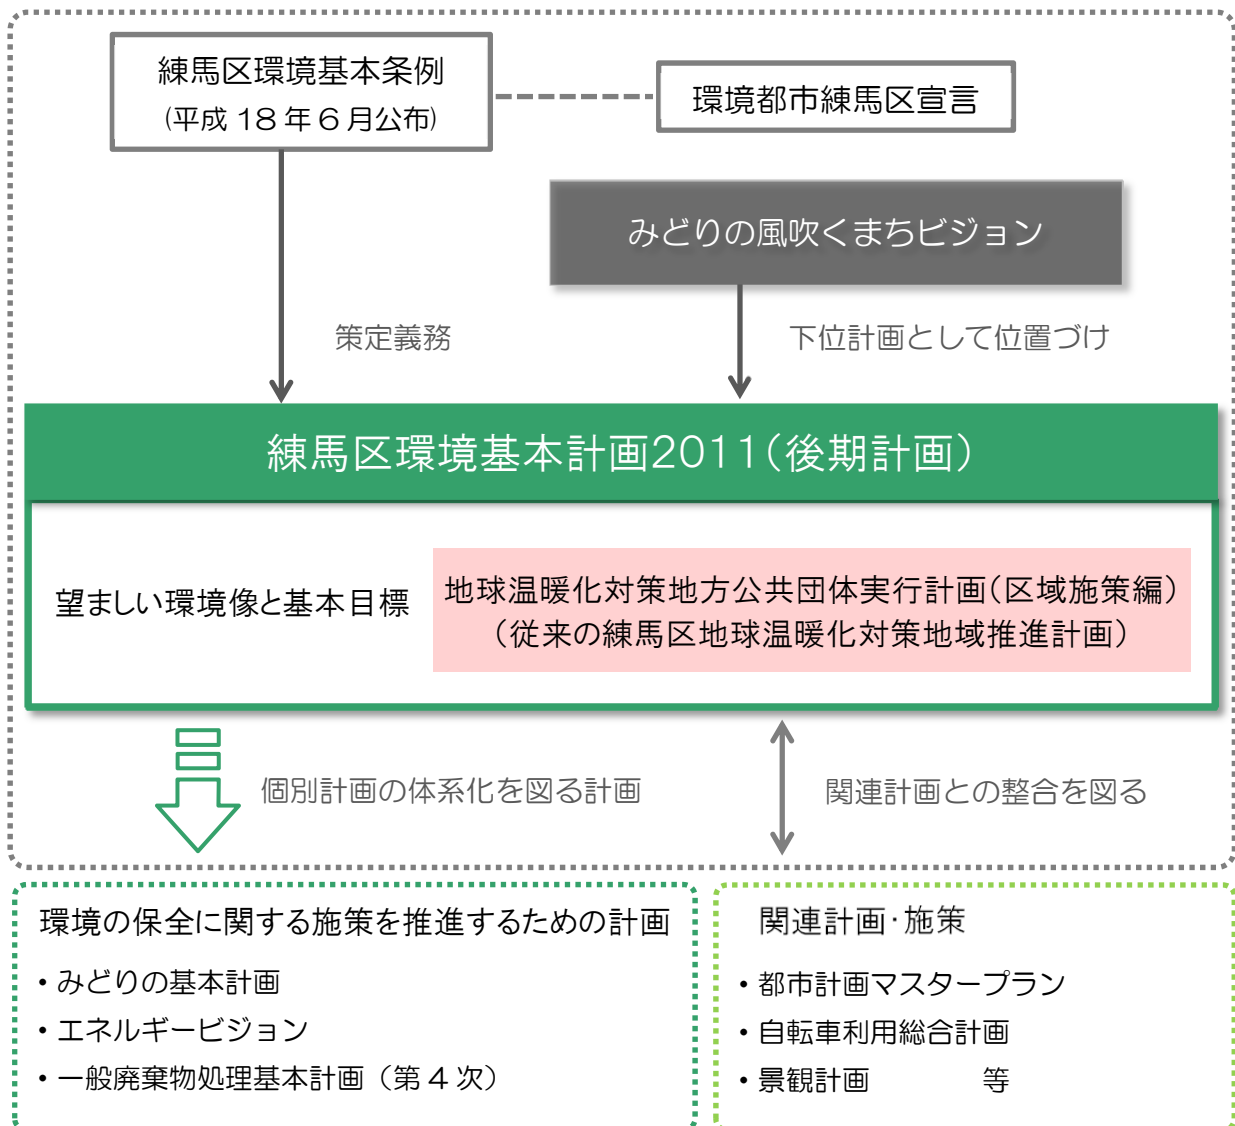 練馬区環境基本条例
(平成 18 年 6 月公布)
環境都市練馬区宣言
みどりの風吹くまちビジョン
策定義務
下位計画として位置づけ
練馬区環境基本計画2011(後期計画)
望ましい環境像と基本目標
地球温暖化対策地方公共団体実行計画(区域施策編)
(従来の練馬区地球温暖化対策地域推進計画)
個別計画の体系化を図る計画
関連計画との整合を図る
環境の保全に関する施策を推進するための計画
・みどりの基本計画
・エネルギービジョン
・一般廃棄物処理基本計画（第 4 次）
関連計画・施策
・都市計画マスタープラン
・自転車利用総合計画
・景観計画　　　　等